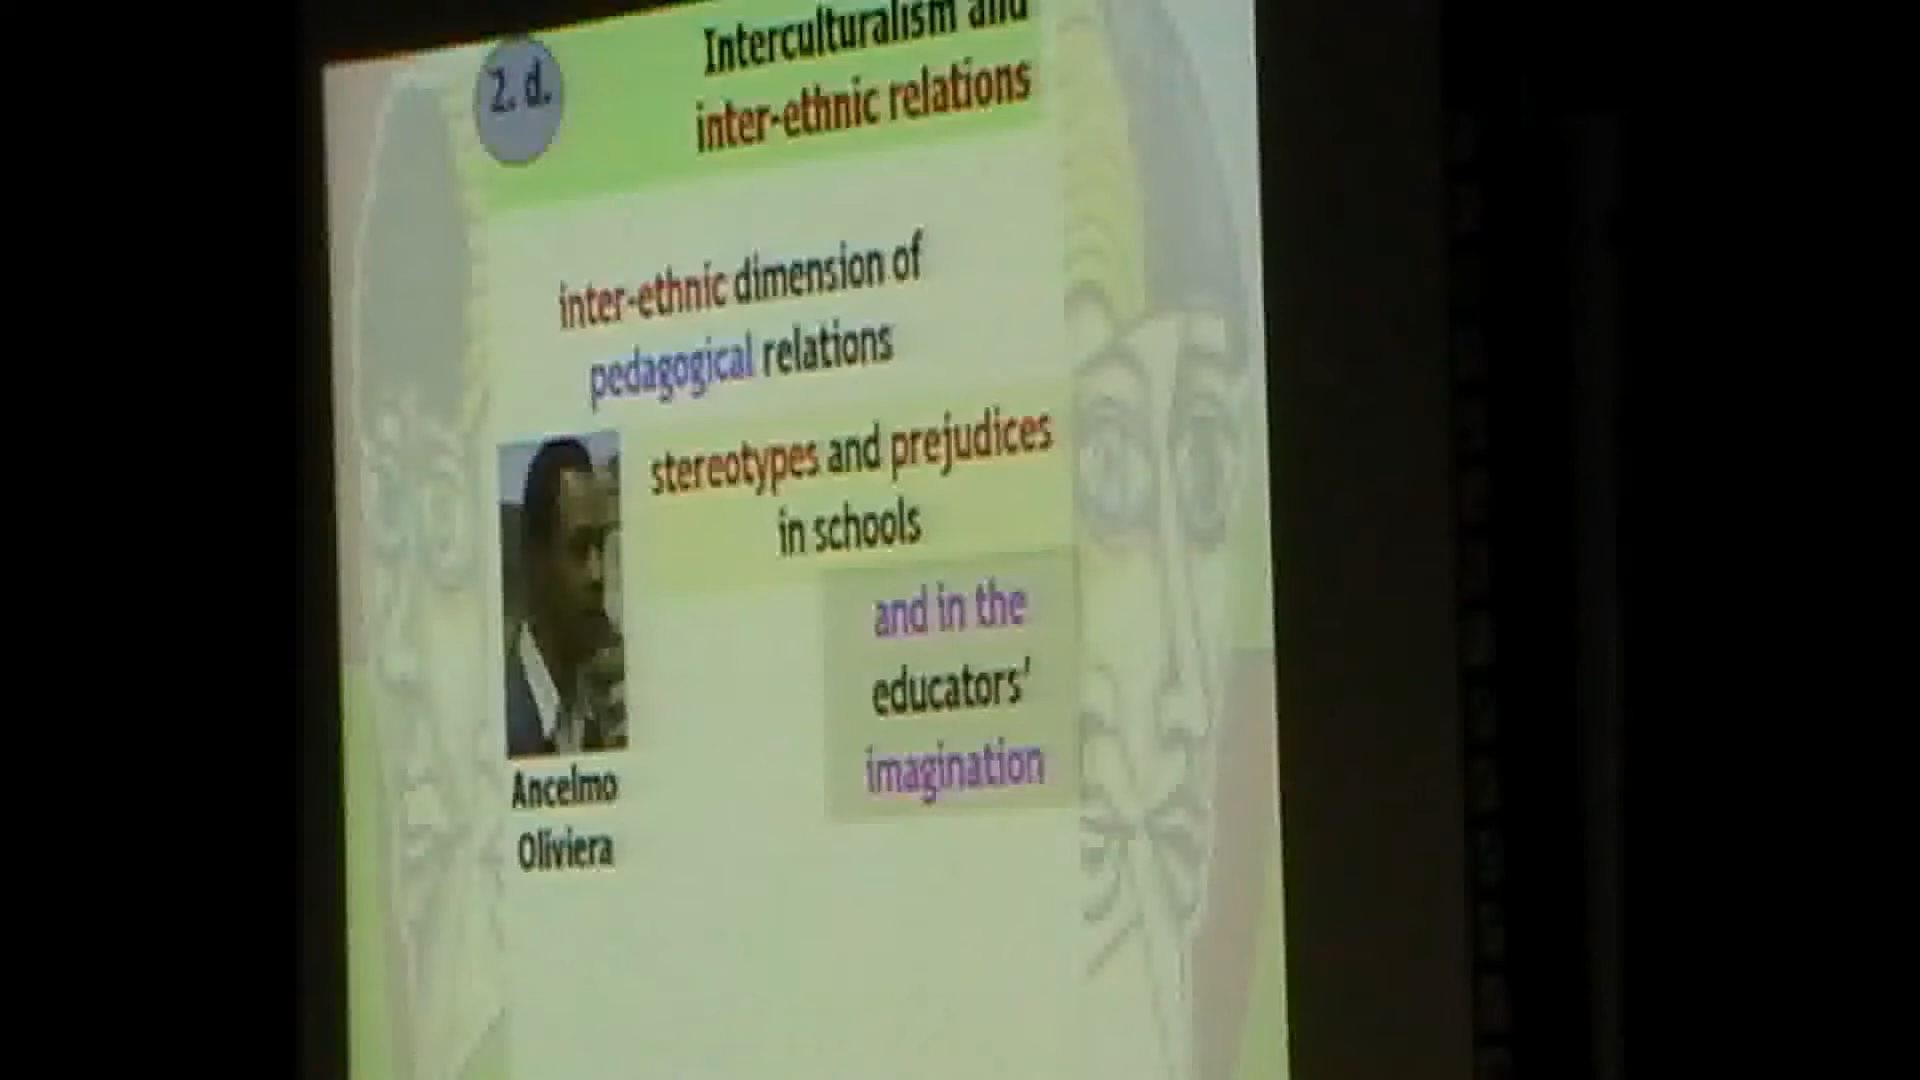 2. d.
Interculturalism and
inter-ethnic relations
inter-ethnic dimension of
pedagogical relations
stereotypes and prejudices
in schools
and in the
educators'
imagination
Ancelmo
Oliviera